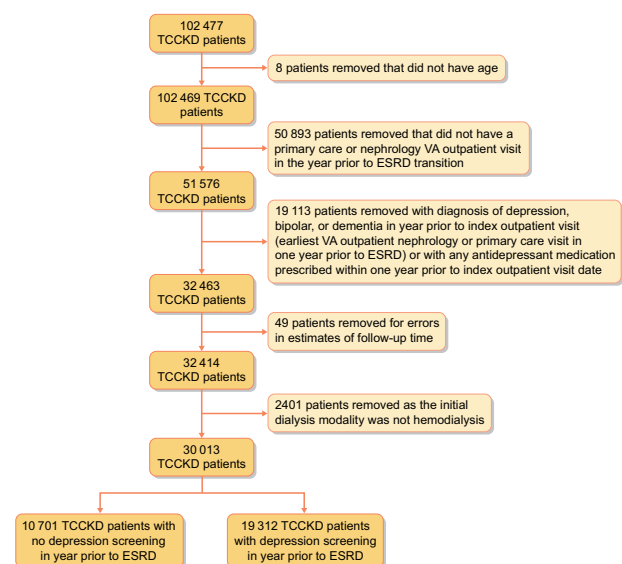 102 477
TCCKD patients
8 patients removed that did not have age
102 469 TCCKD
patients
50 893 patients removed that did not have a
primary care or nephrology VA outpatient visit
in the year prior to ESRD transition
51 576
TCCKD patients
19 113 patients removed with diagnosis of depression,
bipolar, or dementia in year prior to index outpatient visit
(earliest VA outpatient nephrology or primary care visit in
one year prior to ESRD) or with any antidepressant medication
prescribed within one year prior to index outpatient visit date
32 463
TCCKD patients
49 patients removed for errors
in estimates of follow-up time
32 414
TCCKD patients
2401 patients removed as the initial
dialysis modality was not hemodialysis
30 013
TCCKD patients
10 701 TCCKD patients with
no depression screening
in year prior to ESRD
19 312 TCCKD patients
with depression screening
in year prior to ESRD